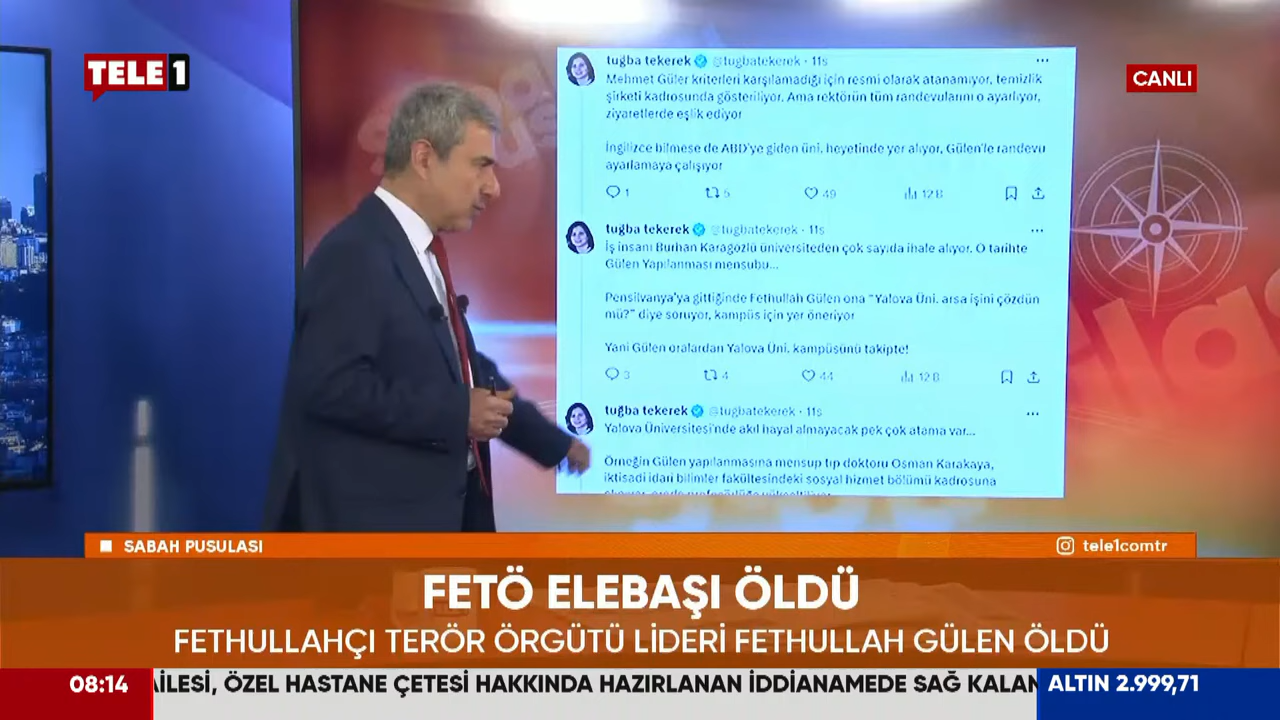 TELE 1
CANLI
tuğba tekerek @tugbatekerek · 11s
Mehmet Güler kriterleri karşılamadığı için resmi olarak atanamıyor, temizlik
şirketi kadrosunda gösteriliyor. Ama rektörün tüm randevularını o ayarlıyor,
ziyaretlerde eşlik ediyor
İngilizce bilmese de ABD'ye giden üni. heyetinde yer alıyor, Gülen'le randevu
ayarlamaya çalışıyor
1 5 49 12 B
tuğba tekerek @tugbatekerek · 11s
İş insanı Burhan Karagözlü üniversiteden çok sayıda ihale alıyor. O tarihte
Gülen Yapılanması mensubu...
Pensilvanya'ya gittiğinde Fethullah Gülen ona "Yalova Üni. arsa işini çözdün
mü?" diye soruyor, kampüs için yer öneriyor
Yani Gülen oralardan Yalova Üni. kampüsünü takipte!
3 4 44 12 B
tuğba tekerek @tugbatekerek · 11s
Yalova Üniversitesi'nde akıl hayal almayacak pek çok atama var...
Örneğin Gülen yapılanmasına mensup tıp doktoru Osman Karakaya,
iktisadi idari bilimler fakültesindeki sosyal hizmet bölümü kadrosuna
SABAH PUSULASI
tele1comtr
FETÖ ELEBAŞI ÖLDÜ
FETHULLAHÇI TERÖR ÖRGÜTÜ LİDERİ FETHULLAH GÜLEN ÖLDÜ
08:14
AİLESİ, ÖZEL HASTANE ÇETESİ HAKKINDA HAZIRLANAN İDDİANAMEDE SAĞ KALAN
ALTIN 2.999,71